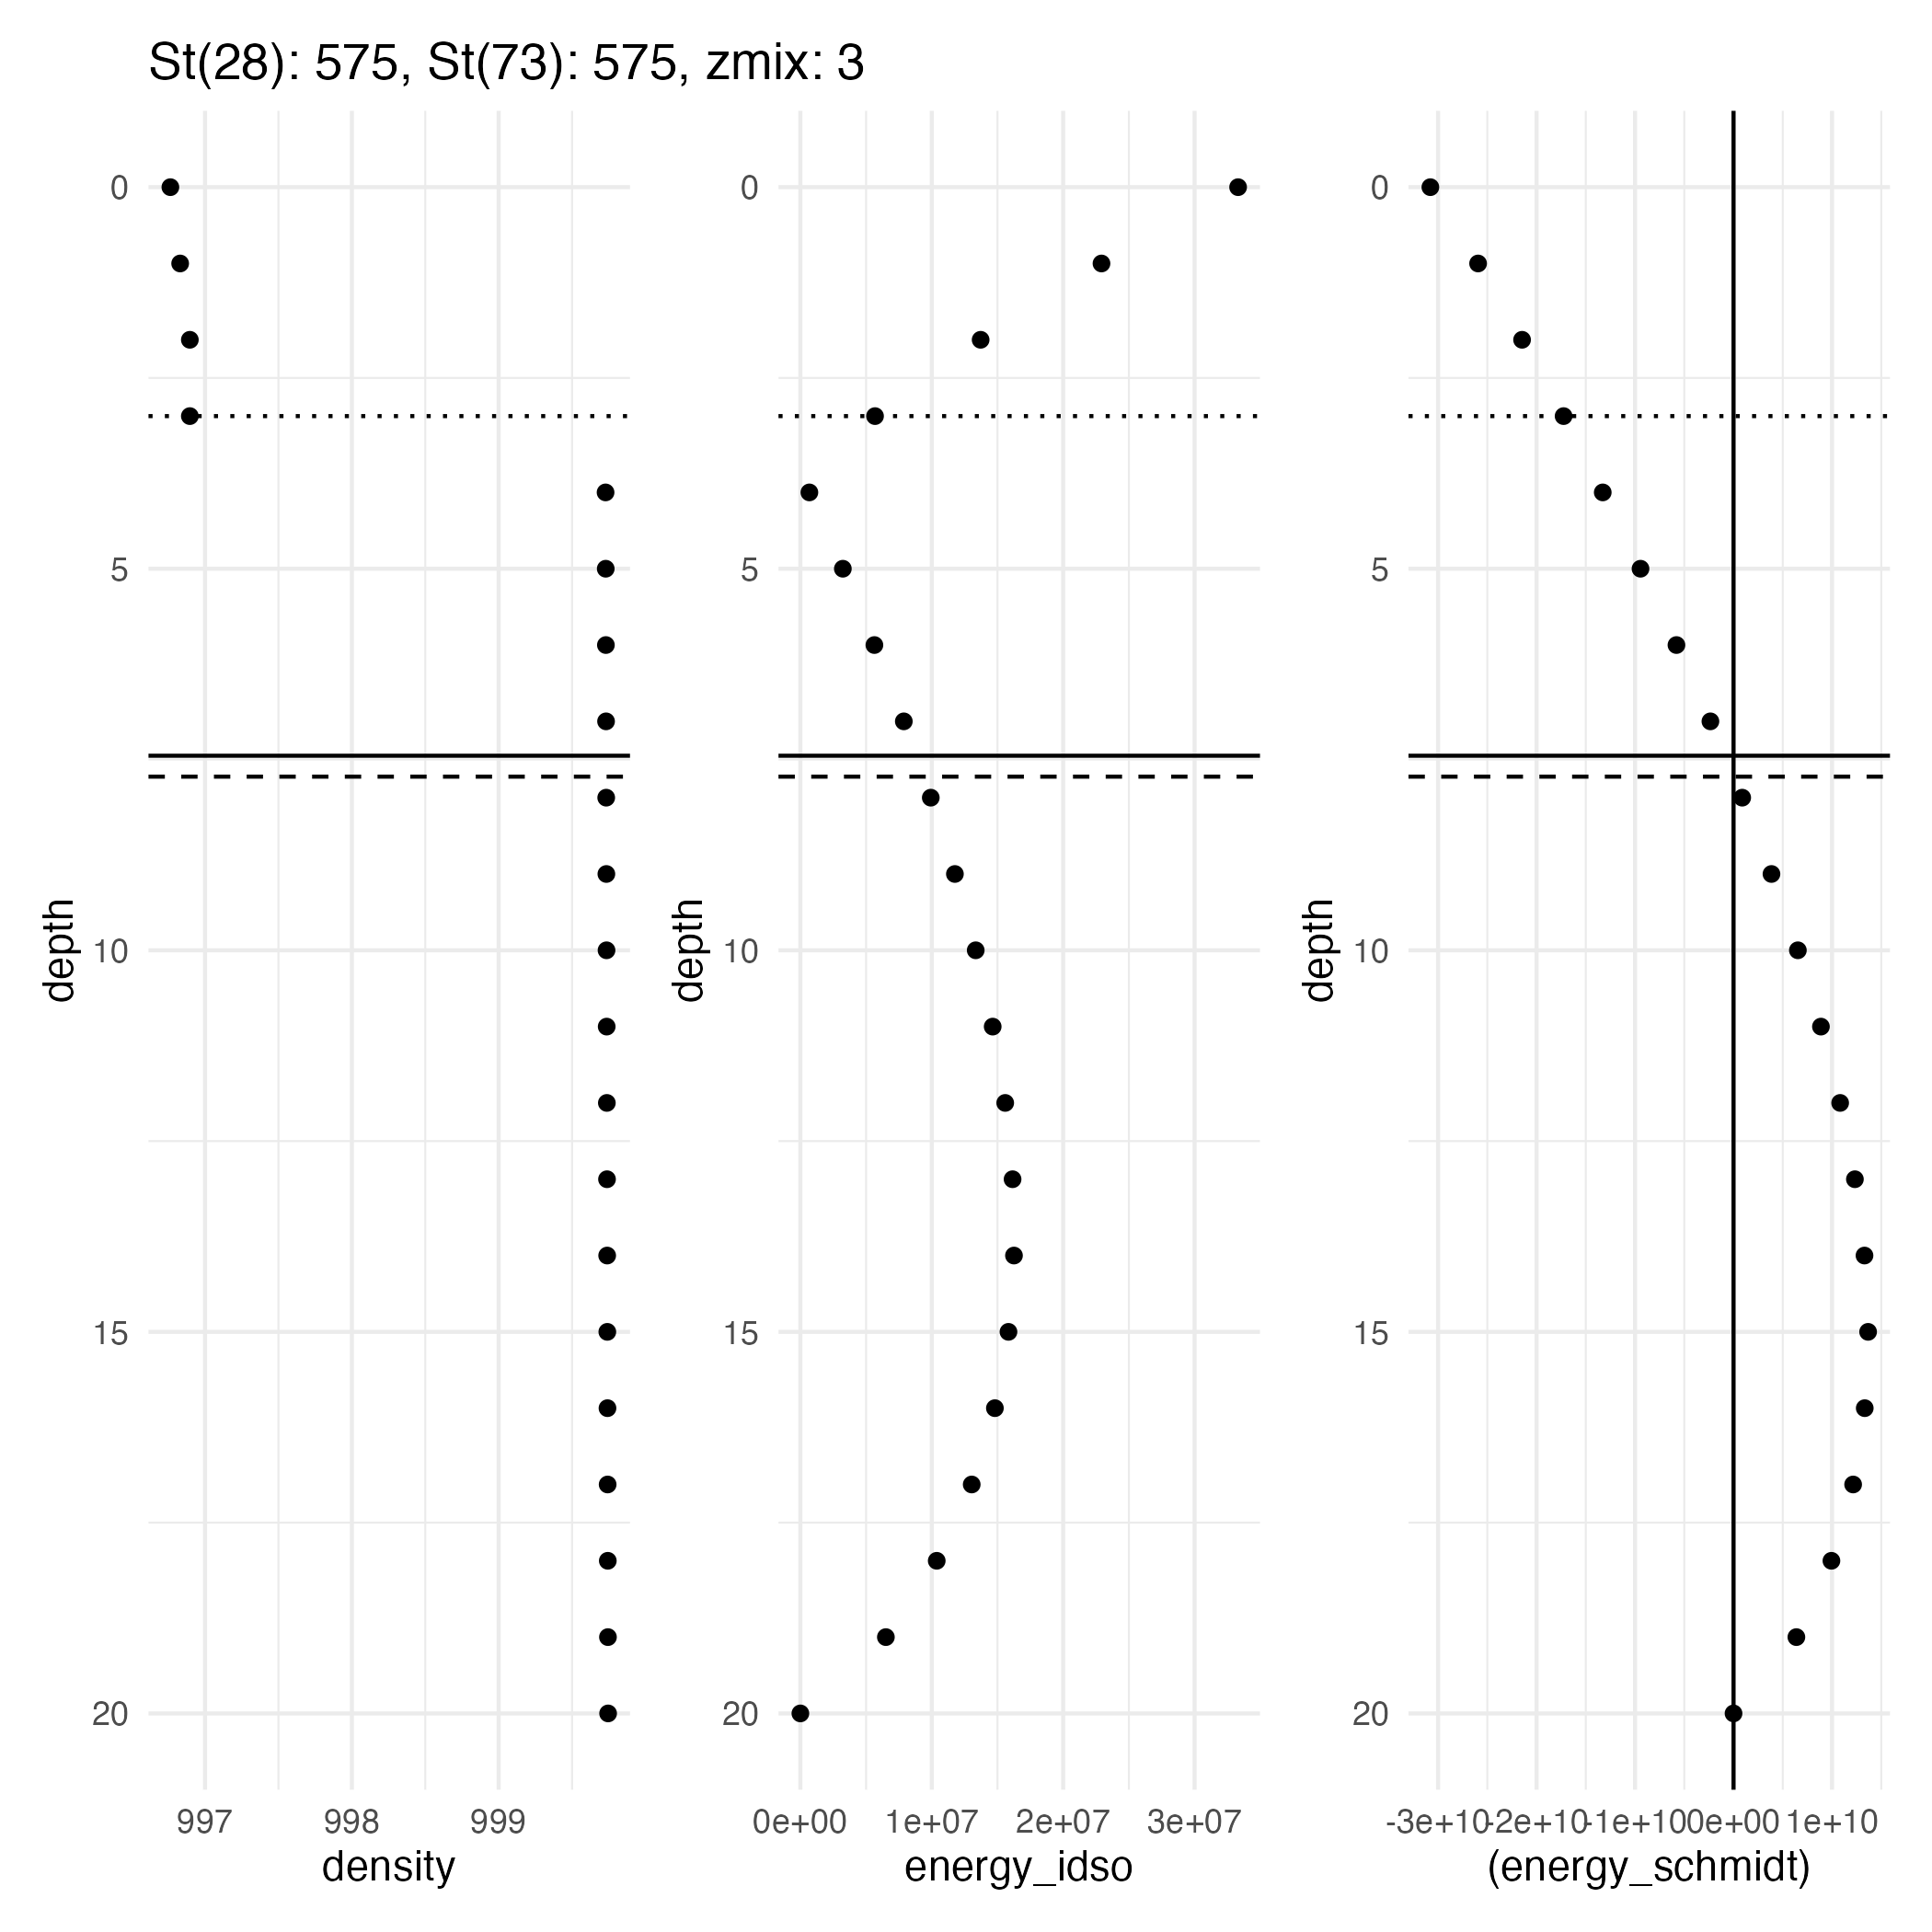 St(28): 575, St(73): 575, zmix: 3
depth
0
5
10
15
20
997
998
999
density
depth
0
5
10
15
20
0e+00
1e+07
2e+07
3e+07
energy_idso
depth
0
5
10
15
20
-3e+10
-2e+10
-1e+10
0e+00
1e+10
(energy_schmidt)